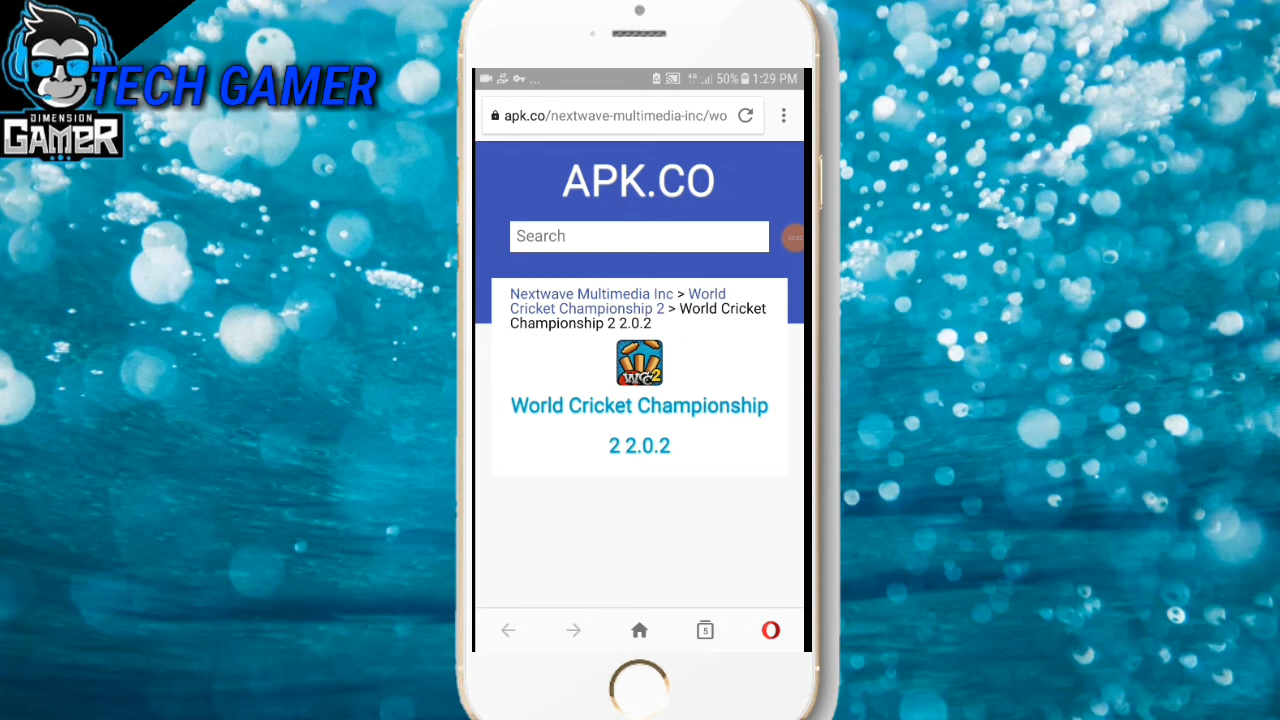 TECH GAMER
DIMENSION
GAMER
... 50% 1:29 PM
apk.co/nextwave-multimedia-inc/wo
APK.CO
Search
Nextwave Multimedia Inc > World
Cricket Championship 2 > World Cricket
Championship 2 2.0.2
WCC2
World Cricket Championship
2 2.0.2
5